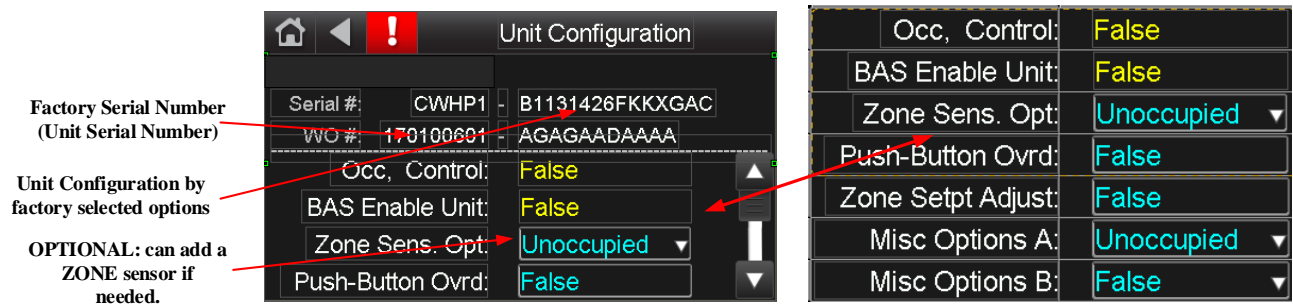 Factory Serial Number
(Unit Serial Number)
Unit Configuration by
factory selected options
OPTIONAL: can add a
ZONE sensor if
needed.
Unit Configuration
Serial #: CWHP1 - B1131426FKKXGAC
WO #: 170100601 - AGAGAADAAAA
Occ, Control: False
BAS Enable Unit: False
Zone Sens. Opt: Unoccupied
Push-Button Ovrd: False
Occ, Control: False
BAS Enable Unit: False
Zone Sens. Opt: Unoccupied
Push-Button Ovrd: False
Zone Setpt Adjust: False
Misc Options A: Unoccupied
Misc Options B: False